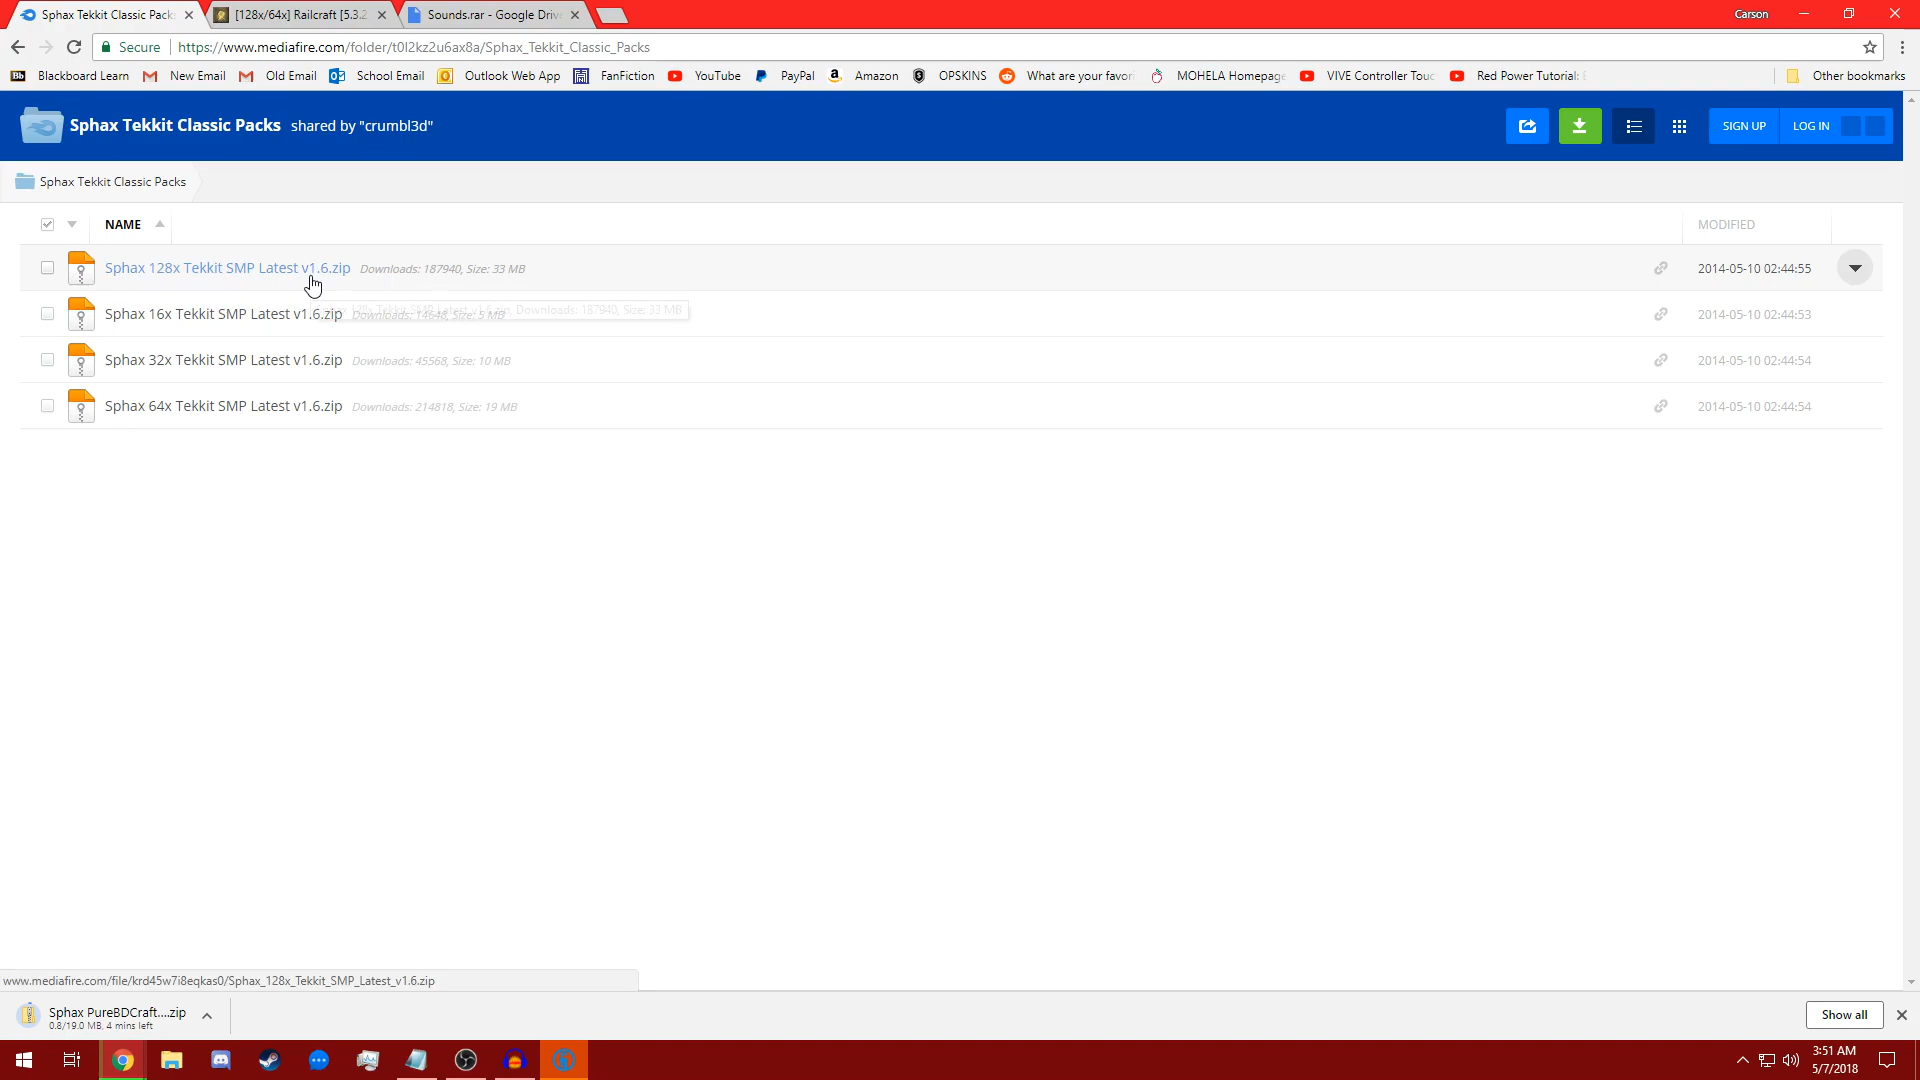 Sphax Tekkit Classic Pack
[128x/64x] Railcraft [5.3.2
Sounds.rar - Google Driv
Carson
Secure
https://www.mediafire.com/folder/t0l2kz2u6ax8a/Sphax_Tekkit_Classic_Packs
Blackboard Learn
New Email
Old Email
School Email
Outlook Web App
FanFiction
YouTube
PayPal
Amazon
OPSKINS
What are your favor
MOHELA Homepage
VIVE Controller Touc
Red Power Tutorial:
Other bookmarks
Sphax Tekkit Classic Packs shared by "crumbl3d"
SIGN UP
LOG IN
Sphax Tekkit Classic Packs
NAME
MODIFIED
Sphax 128x Tekkit SMP Latest v1.6.zip Downloads: 187940, Size: 33 MB
2014-05-10 02:44:55
Sphax 16x Tekkit SMP Latest v1.6.zip Downloads: 14648, Size: 5 MB
2014-05-10 02:44:53
Sphax 32x Tekkit SMP Latest v1.6.zip Downloads: 45568, Size: 10 MB
2014-05-10 02:44:54
Sphax 64x Tekkit SMP Latest v1.6.zip Downloads: 214818, Size: 19 MB
2014-05-10 02:44:54
www.mediafire.com/file/krd45w7i8eqkas0/Sphax_128x_Tekkit_SMP_Latest_v1.6.zip
Sphax PureBDCraft....zip
0.8/19.0 MB, 4 mins left
Show all
3:51 AM
5/7/2018